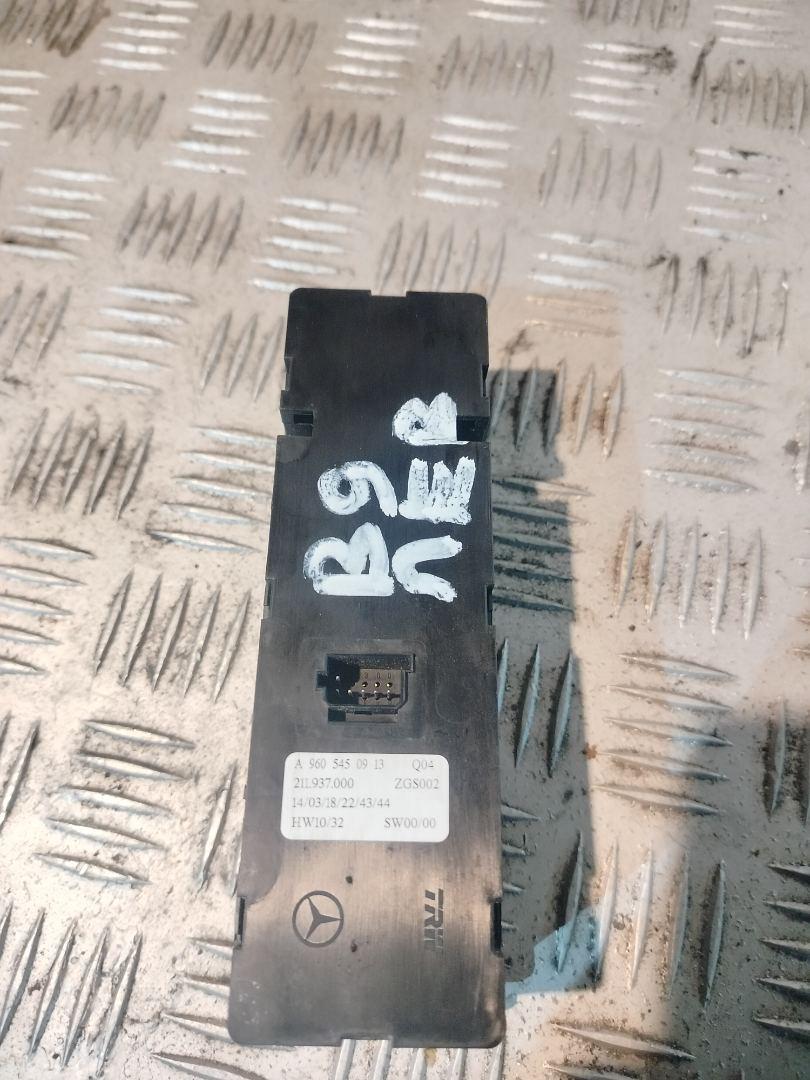 B9
ЛЕВ
A 960 545 09 13 Q04
21L937.000 ZGS002
14/03/18/22/43/44
HW10/32 SW00/00
TRW